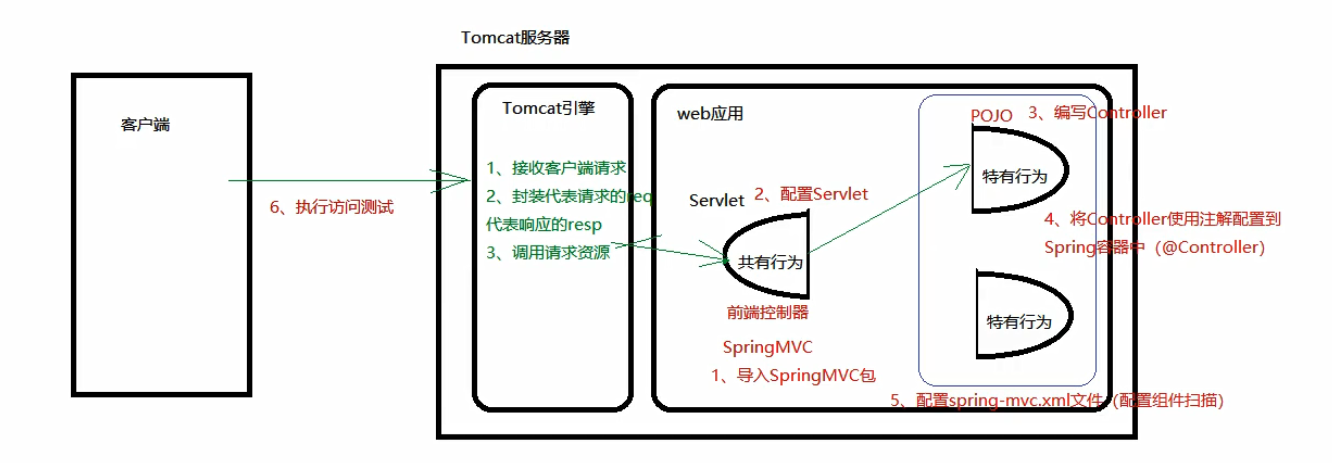 Tomcat服务器
客户端
6、执行访问测试
Tomcat引擎
1、接收客户端请求
2、封装代表请求的req
代表响应的resp
3、调用请求资源
web应用
Servlet
2、配置Servlet
共有行为
前端控制器
SpringMVC
1、导入SpringMVC包
POJO
3、编写Controller
特有行为
4、将Controller使用注解配置到
Spring容器中（@Controller）
特有行为
5、配置spring-mvc.xml文件（配置组件扫描）